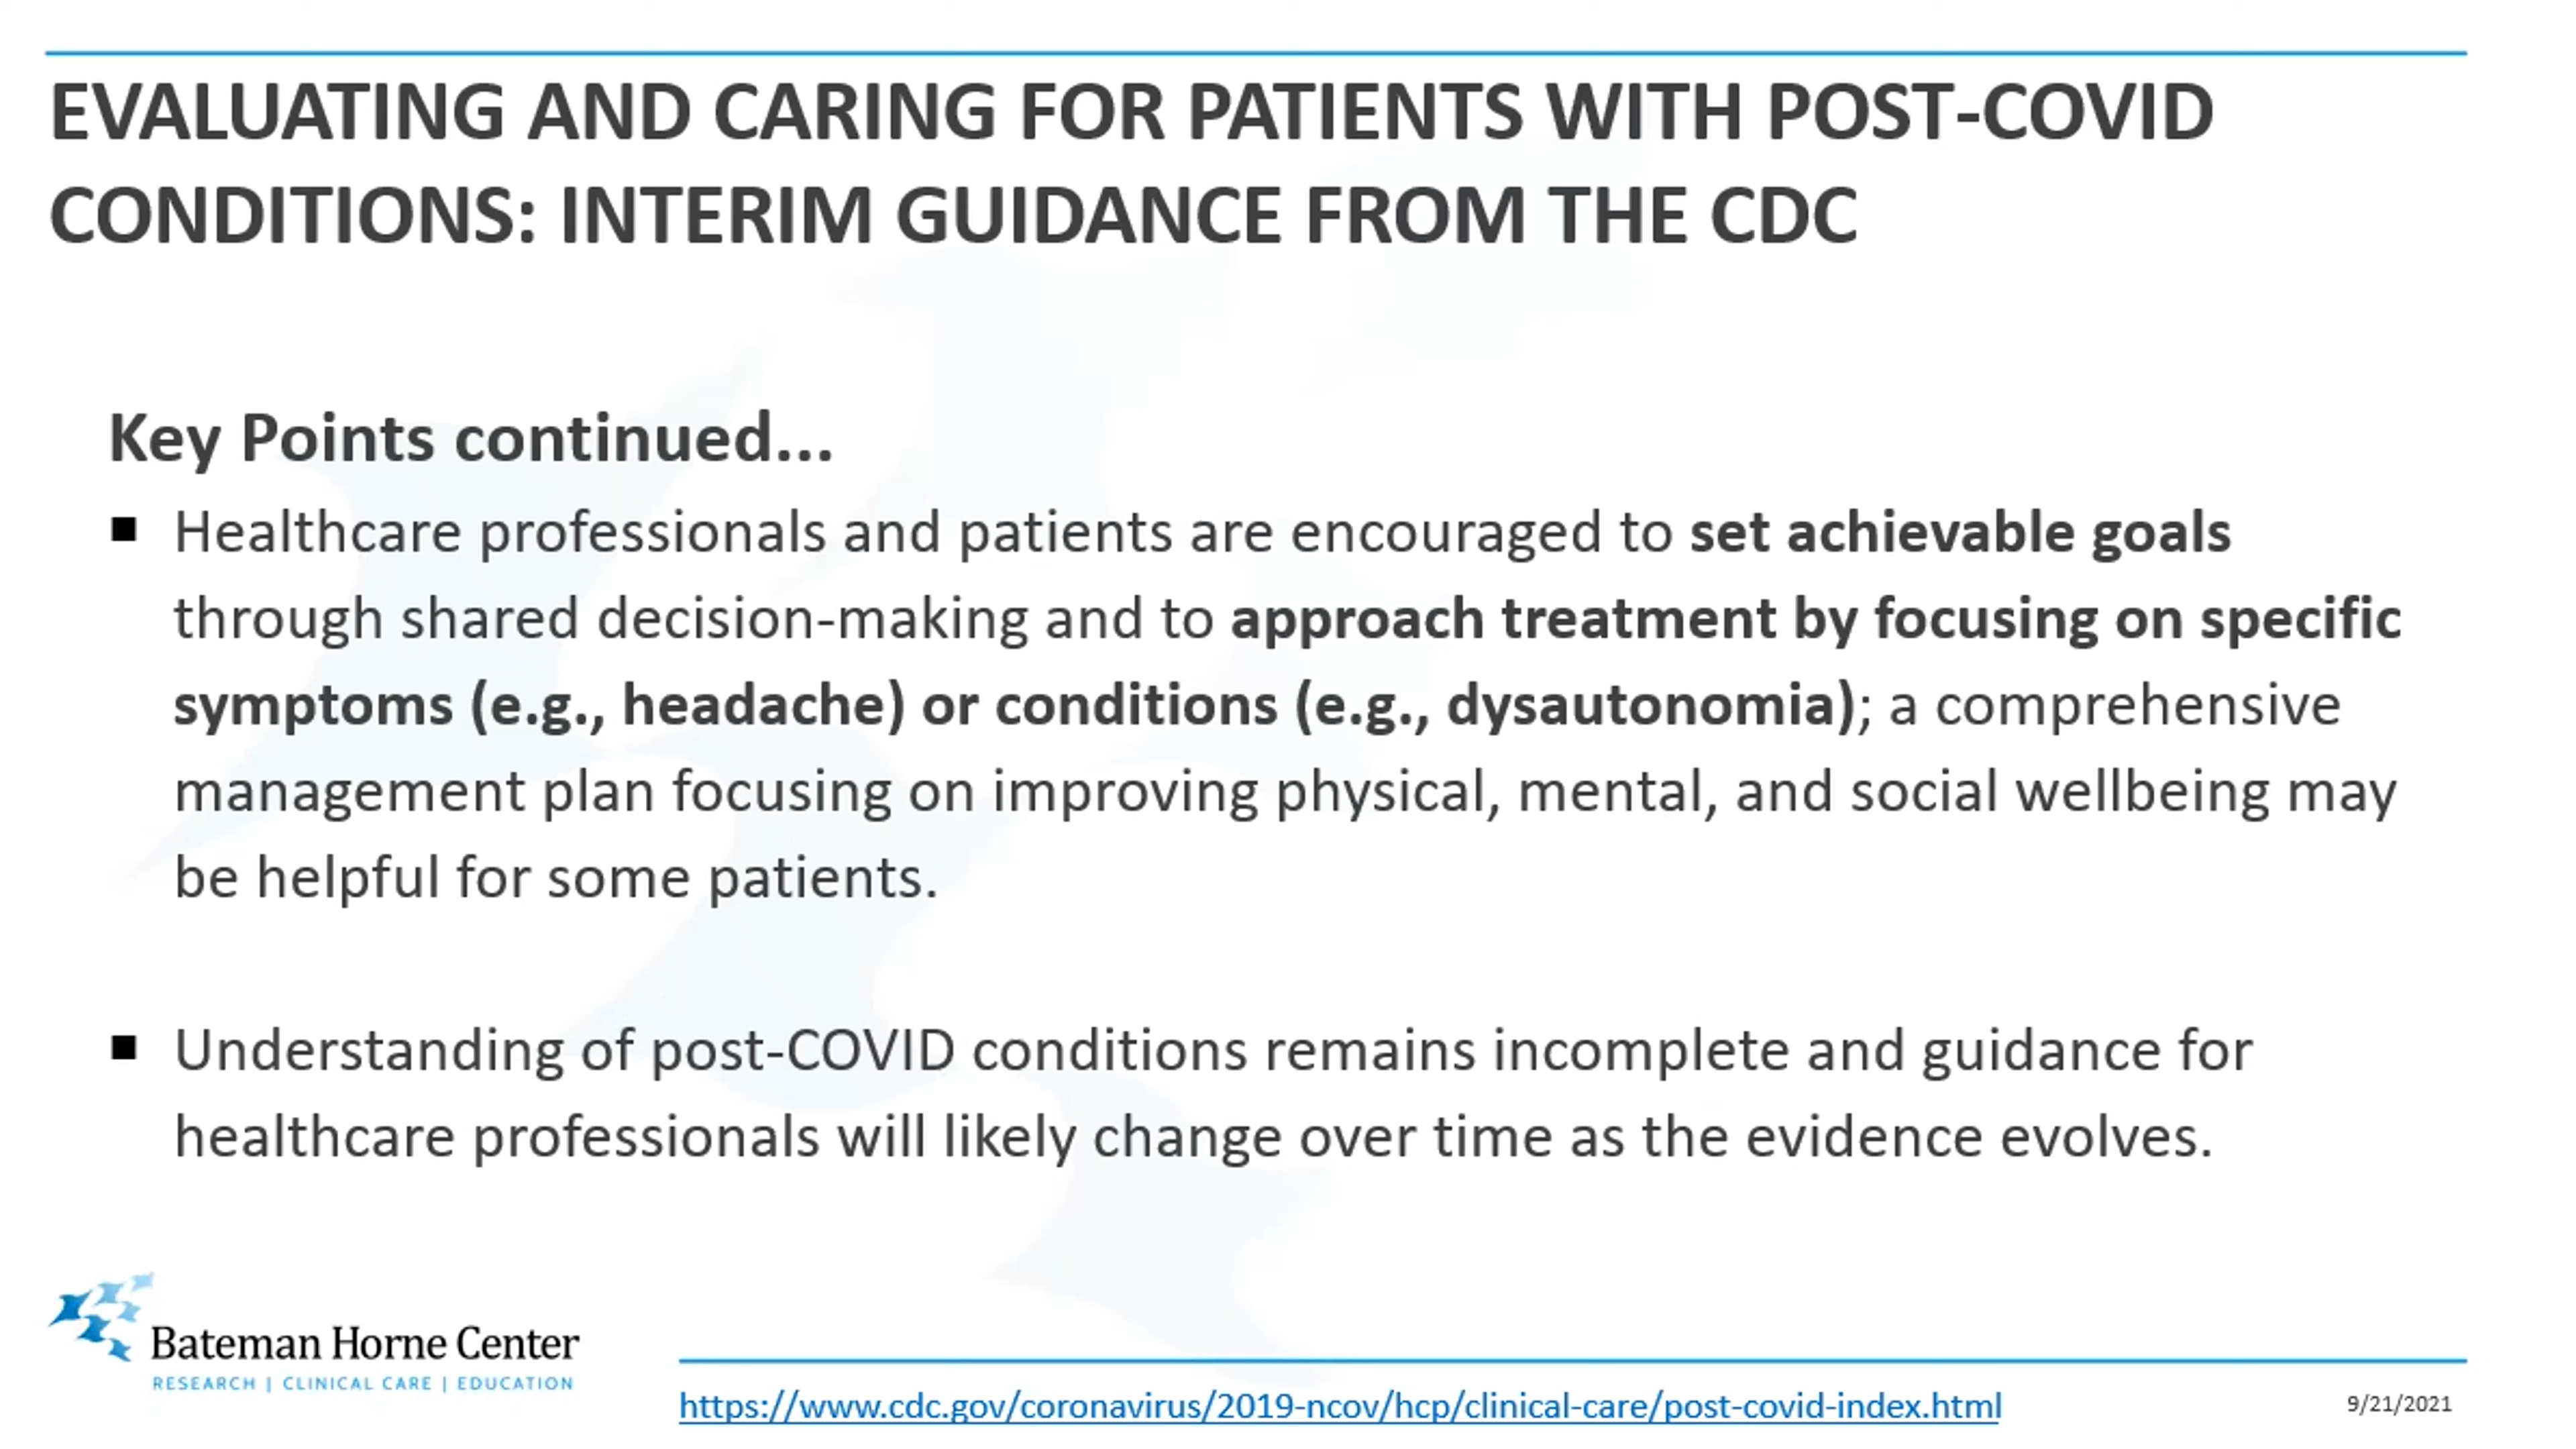 EVALUATING AND CARING FOR PATIENTS WITH POST-COVID
CONDITIONS: INTERIM GUIDANCE FROM THE CDC
Key Points continued...
▪ Healthcare professionals and patients are encouraged to set achievable goals
through shared decision-making and to approach treatment by focusing on specific
symptoms (e.g., headache) or conditions (e.g., dysautonomia); a comprehensive
management plan focusing on improving physical, mental, and social wellbeing may
be helpful for some patients.
▪ Understanding of post-COVID conditions remains incomplete and guidance for
healthcare professionals will likely change over time as the evidence evolves.
Bateman Horne Center
RESEARCH | CLINICAL CARE | EDUCATION
https://www.cdc.gov/coronavirus/2019-ncov/hcp/clinical-care/post-covid-index.html
9/21/2021